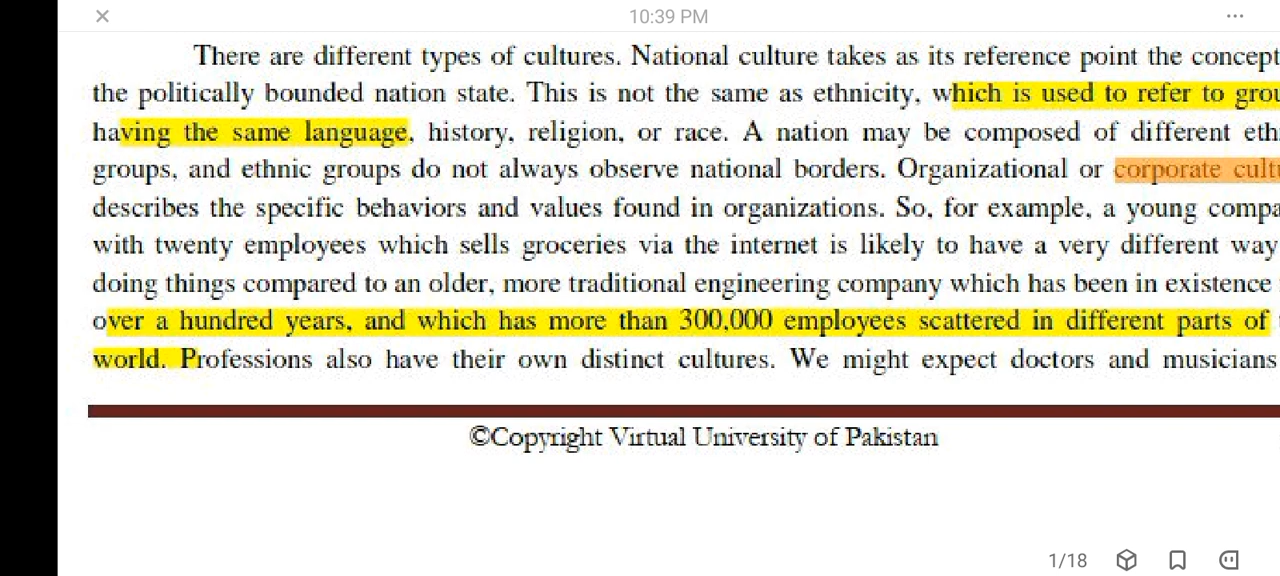 10:39 PM
There are different types of cultures. National culture takes as its reference point the concept
the politically bounded nation state. This is not the same as ethnicity, which is used to refer to grou
having the same language, history, religion, or race. A nation may be composed of different eth
groups, and ethnic groups do not always observe national borders. Organizational or corporate cultu
describes the specific behaviors and values found in organizations. So, for example, a young compa
with twenty employees which sells groceries via the internet is likely to have a very different way
doing things compared to an older, more traditional engineering company which has been in existence
over a hundred years, and which has more than 300,000 employees scattered in different parts of
world. Professions also have their own distinct cultures. We might expect doctors and musicians
©Copyright Virtual University of Pakistan
1/18